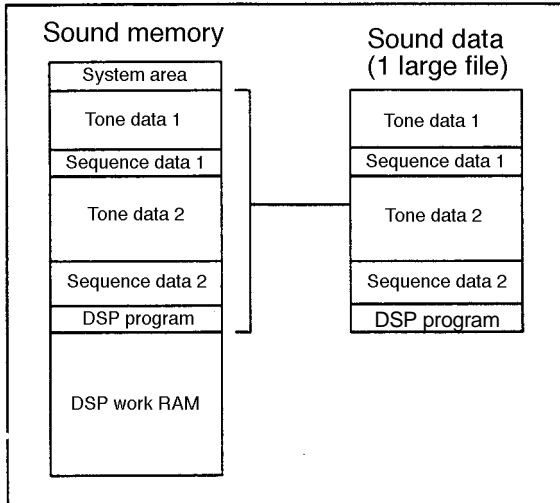 Sound memory
System area
Tone data 1
Sequence data 1
Tone data 2
Sequence data 2
DSP program
DSP work RAM
Sound data
(1 large file)
Tone data 1
Sequence data 1
Tone data 2
Sequence data 2
DSP program